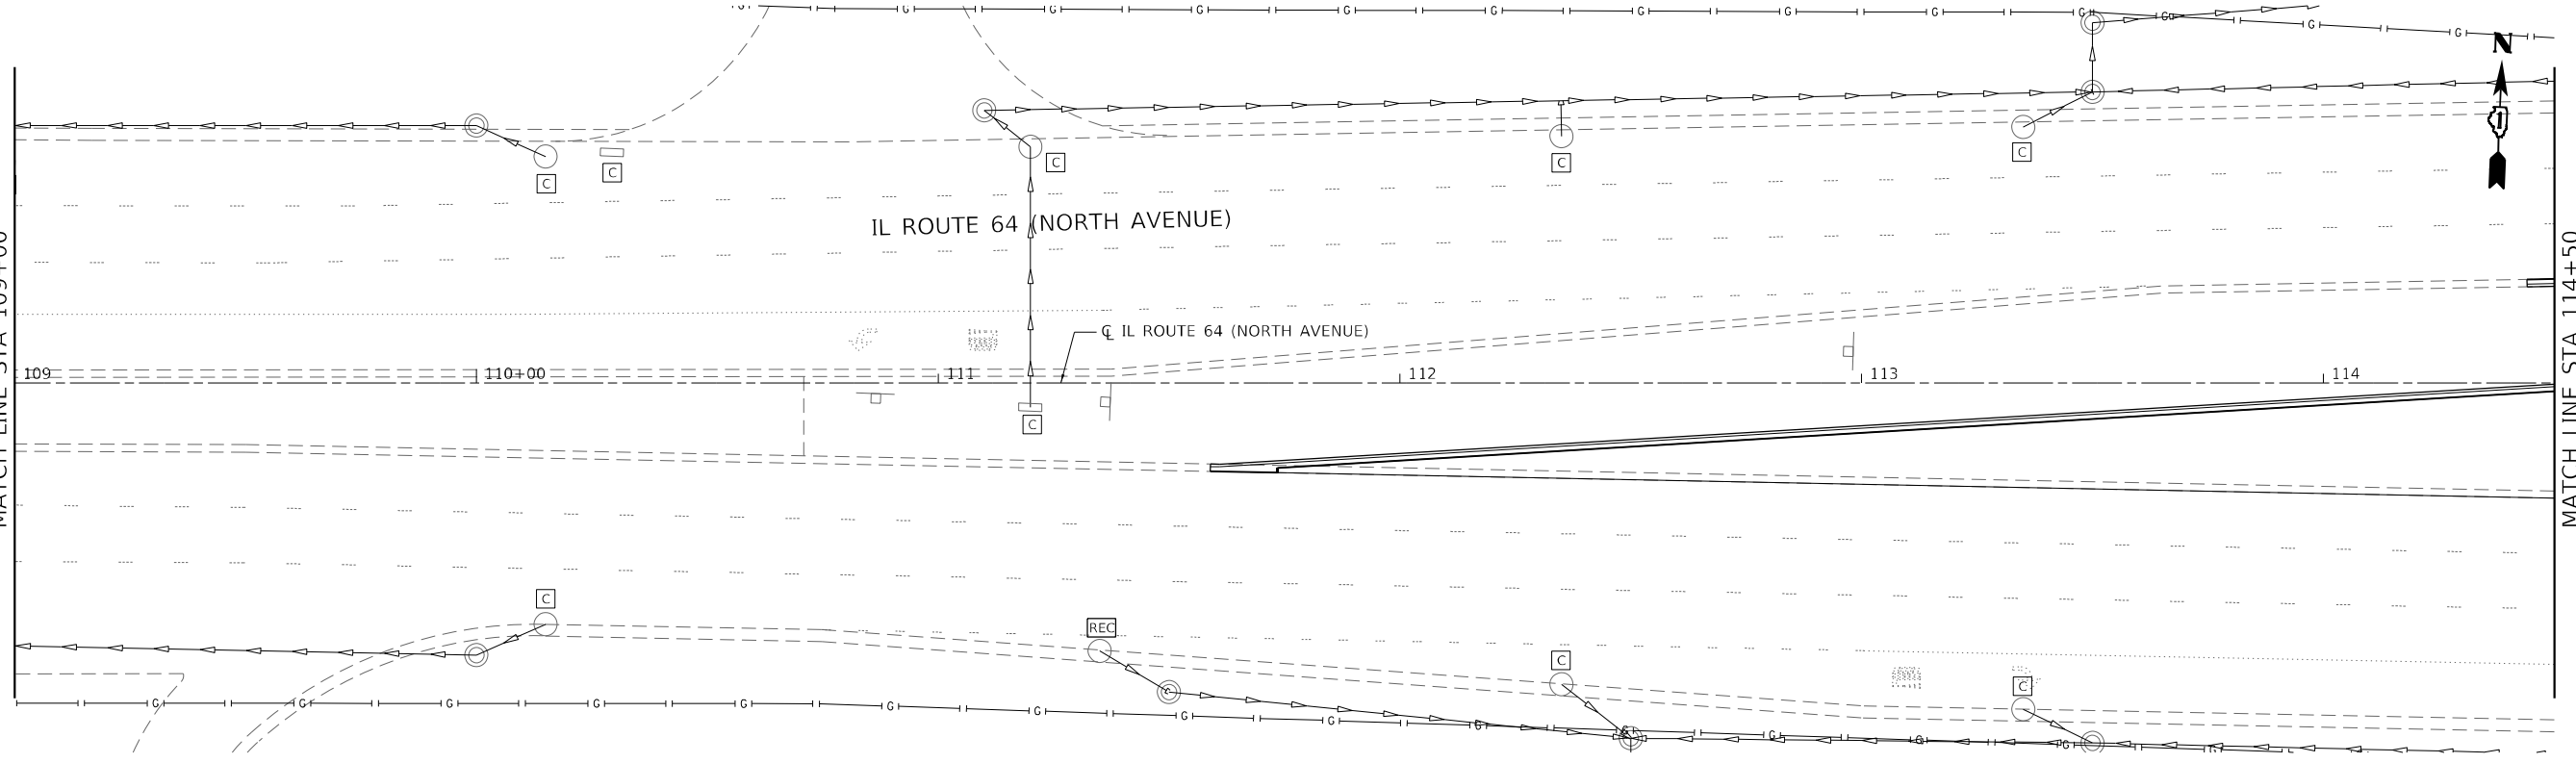 G G G G G G G G G G G G G
N
C C C C C C
IL ROUTE 64 (NORTH AVENUE)
MATCH LINE STA 109+00
MATCH LINE STA 114+50
℄ IL ROUTE 64 (NORTH AVENUE)
109 110+00 111 112 113 114
C
C
REC
C
C
G G G G G G G G G G G G G G